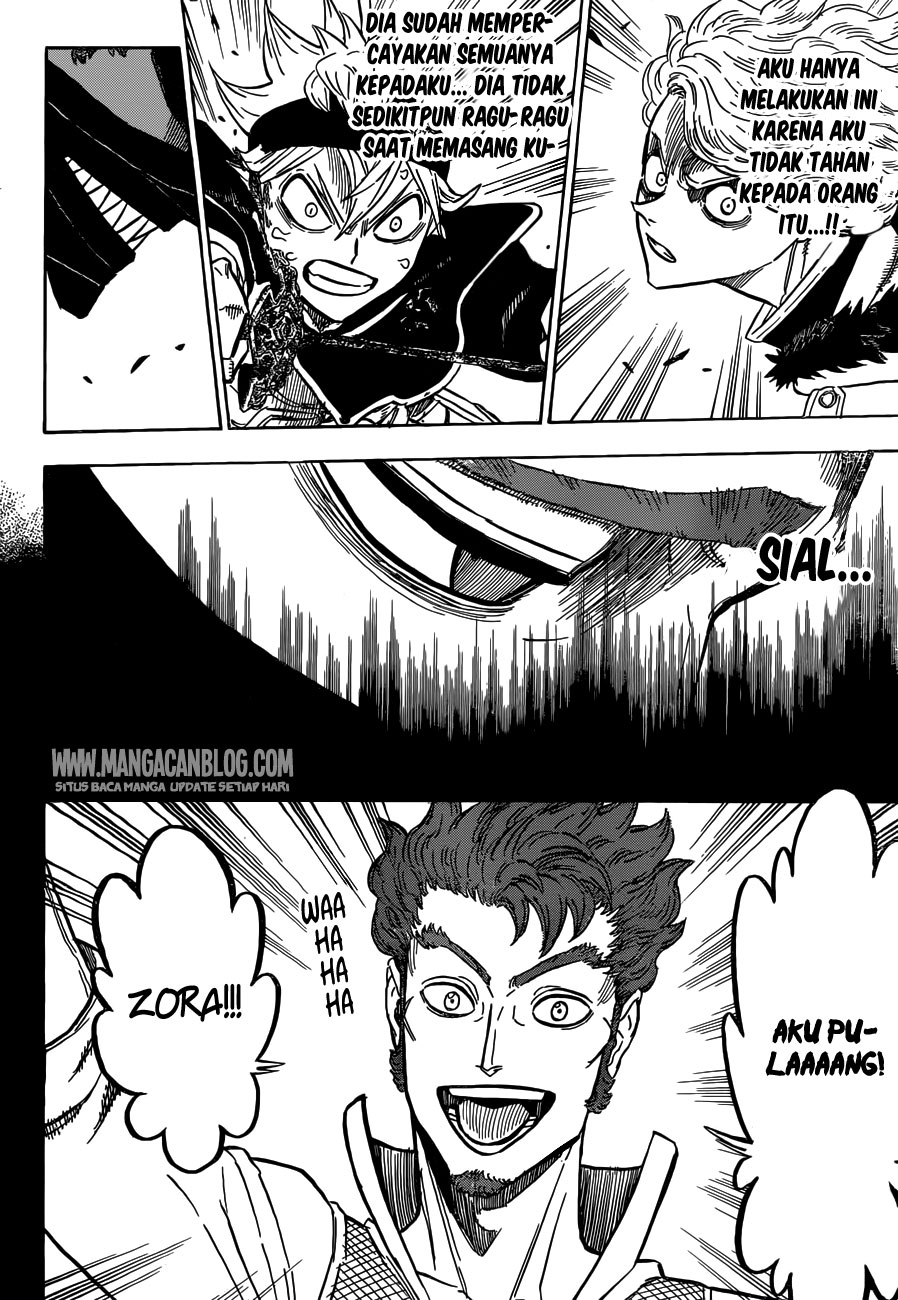 AKU HANYA
MELAKUKAN INI
KARENA AKU
TIDAK TAHAN
KEPADA ORANG
ITU...!!
DIA SUDAH MEMPER-
CAYAKAN SEMUANYA
KEPADAKU... DIA TIDAK
SEDIKITPUN RAGU-RAGU
SAAT MEMASANG KU-
SIAL...
WWW.MANGACANBLOG.COM
SITUS BACA MANGA UPDATE SETIAP HARI
AKU PU-
LAAAANG!
WAA
HA
HA
HA
ZORA!!!